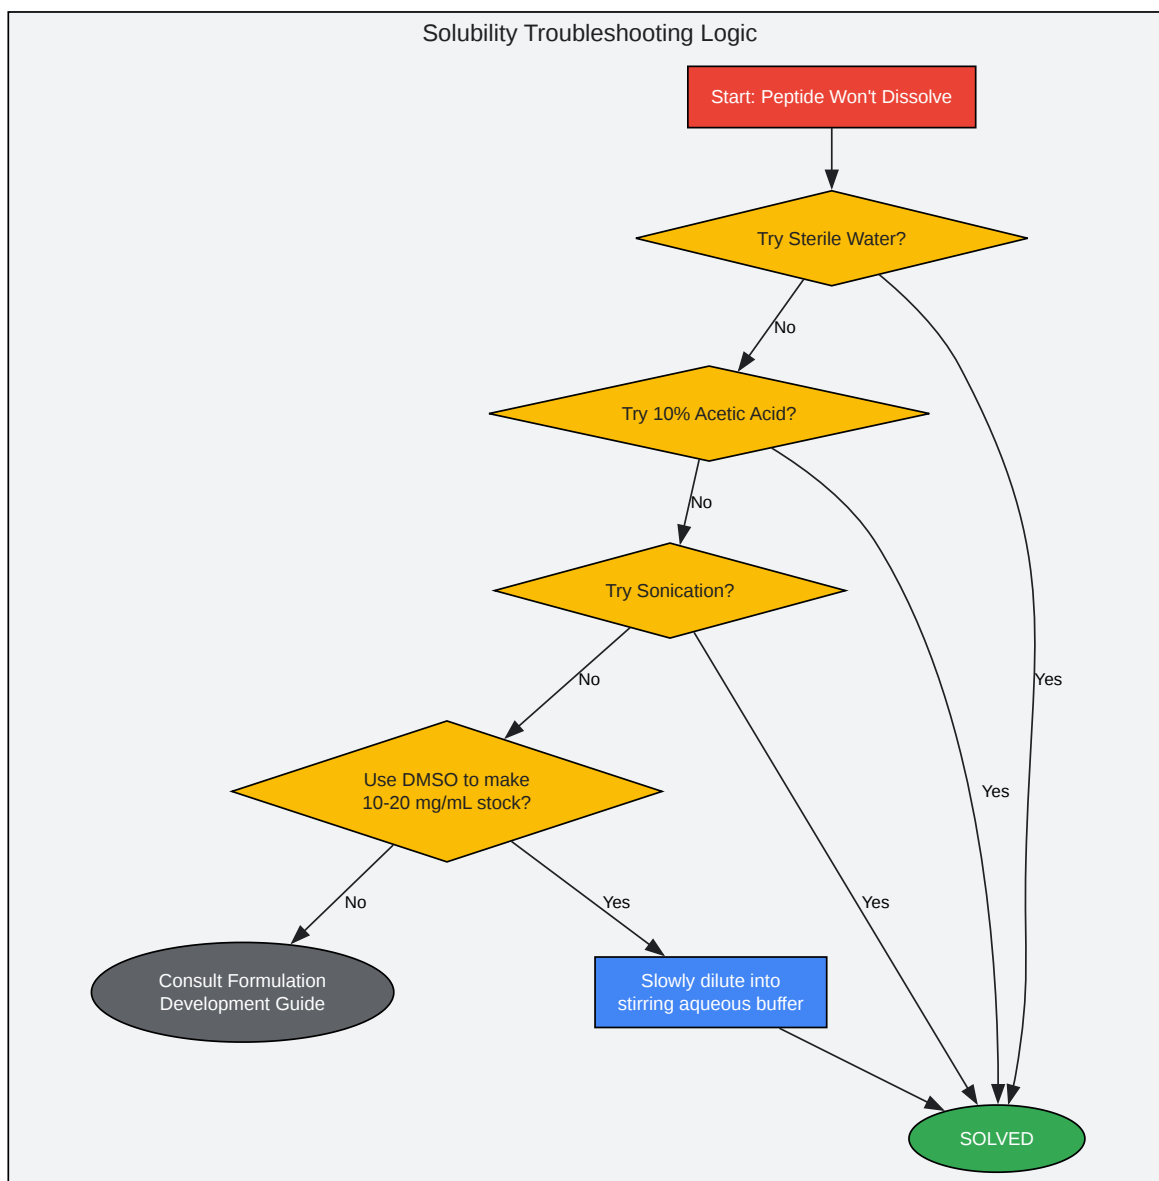 Solubility Troubleshooting Logic
Start: Peptide Won't Dissolve
Try Sterile Water?
No
Try 10% Acetic Acid?
No
Try Sonication?
No
Yes
Use DMSO to make
10-20 mg/mL stock?
Yes
No
Yes
Yes
Consult Formulation
Development Guide
Slowly dilute into
stirring aqueous buffer
SOLVED